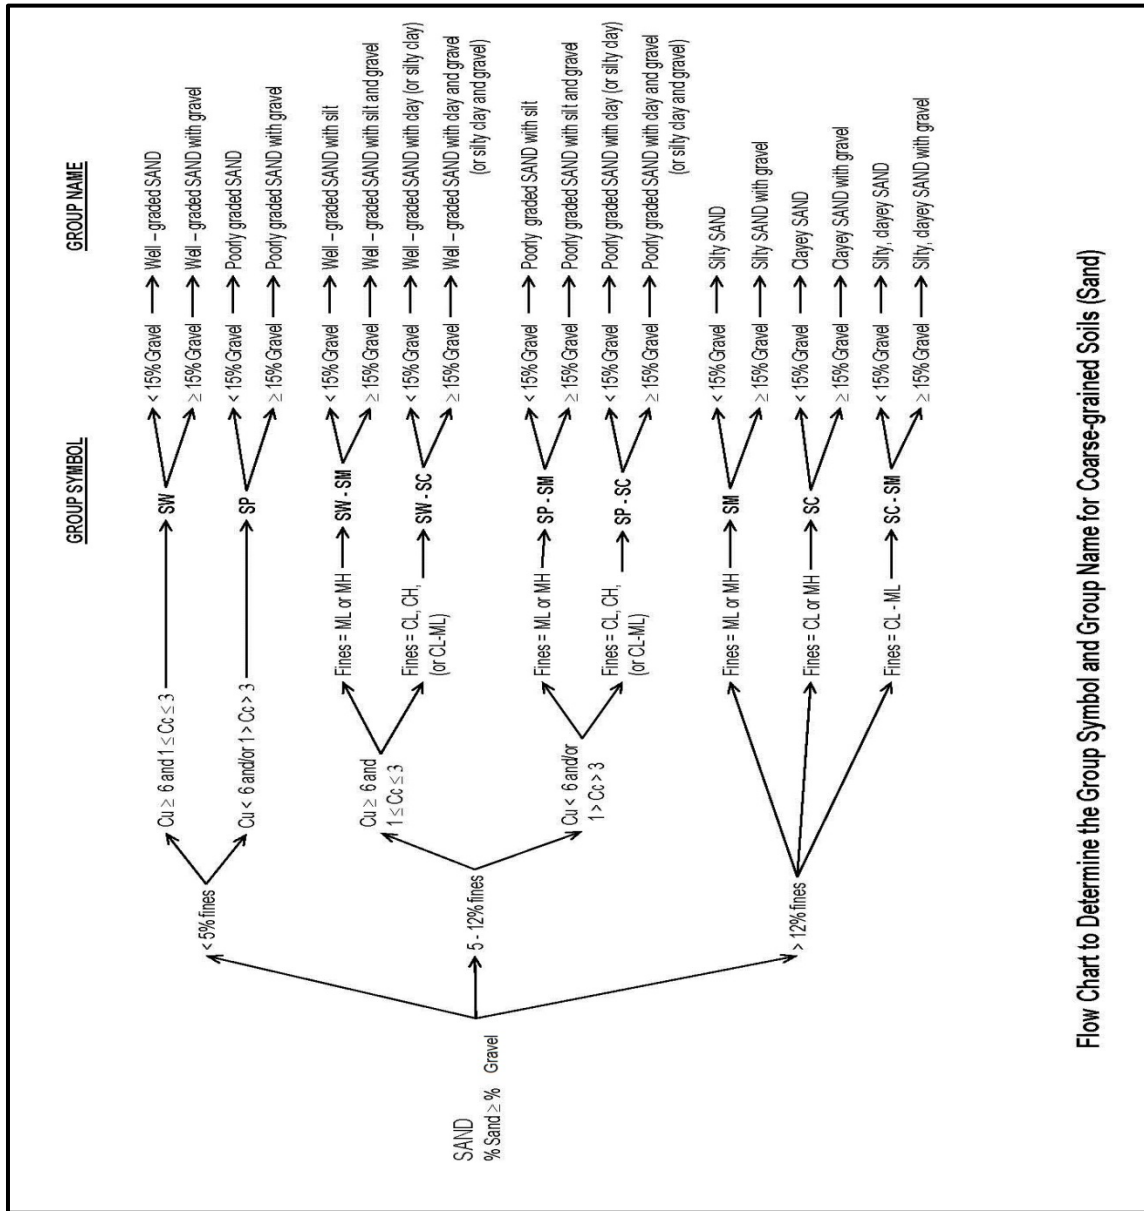 GROUP SYMBOL
GROUP NAME
SAND
% Sand ≥ % Gravel
< 5% fines
Cu ≥ 6 and 1 ≤ Cc ≤ 3
SW
< 15% Gravel
Well – graded SAND
≥ 15% Gravel
Well – graded SAND with gravel
Cu < 6 and/or 1 > Cc > 3
SP
< 15% Gravel
Poorly graded SAND
≥ 15% Gravel
Poorly graded SAND with gravel
5 - 12% fines
Cu ≥ 6 and
1 ≤ Cc ≤ 3
Fines = ML or MH
SW - SM
< 15% Gravel
Well – graded SAND with silt
≥ 15% Gravel
Well – graded SAND with silt and gravel
Fines = CL, CH,
(or CL-ML)
SW - SC
< 15% Gravel
Well – graded SAND with clay (or silty clay)
≥ 15% Gravel
Well – graded SAND with clay and gravel
(or silty clay and gravel)
Cu < 6 and/or
1 > Cc > 3
Fines = ML or MH
SP - SM
< 15% Gravel
Poorly graded SAND with silt
≥ 15% Gravel
Poorly graded SAND with silt and gravel
Fines = CL, CH,
(or CL-ML)
SP - SC
< 15% Gravel
Poorly graded SAND with clay (or silty clay)
≥ 15% Gravel
Poorly graded SAND with clay and gravel
(or silty clay and gravel)
> 12% fines
Fines = ML or MH
SM
< 15% Gravel
Silty SAND
≥ 15% Gravel
Silty SAND with gravel
Fines = CL or MH
SC
< 15% Gravel
Clayey SAND
≥ 15% Gravel
Clayey SAND with gravel
Fines = CL - ML
SC - SM
< 15% Gravel
Silty, clayey SAND
≥ 15% Gravel
Silty, clayey SAND with gravel
Flow Chart to Determine the Group Symbol and Group Name for Coarse-grained Soils (Sand)